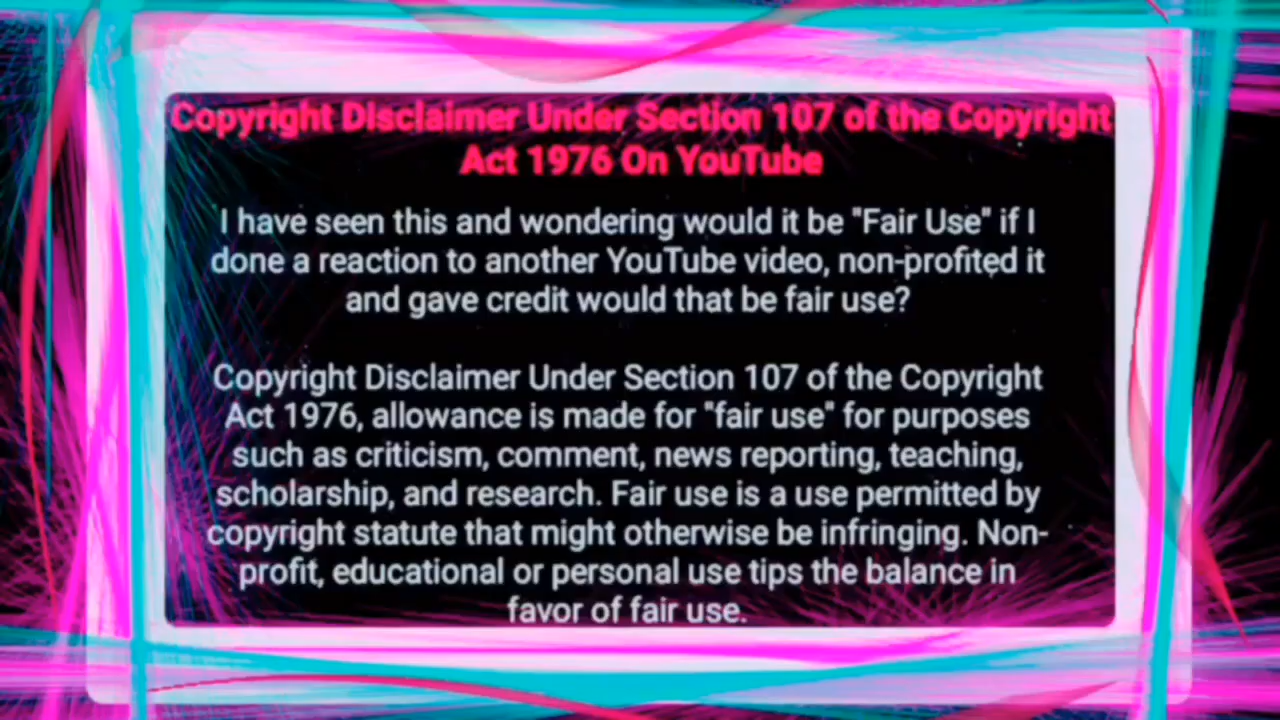 Copyright Disclaimer Under Section 107 of the Copyright
Act 1976 On YouTube
I have seen this and wondering would it be "Fair Use" if I
done a reaction to another YouTube video, non-profited it
and gave credit would that be fair use?
Copyright Disclaimer Under Section 107 of the Copyright
Act 1976, allowance is made for "fair use" for purposes
such as criticism, comment, news reporting, teaching,
scholarship, and research. Fair use is a use permitted by
copyright statute that might otherwise be infringing. Non-
profit, educational or personal use tips the balance in
favor of fair use.